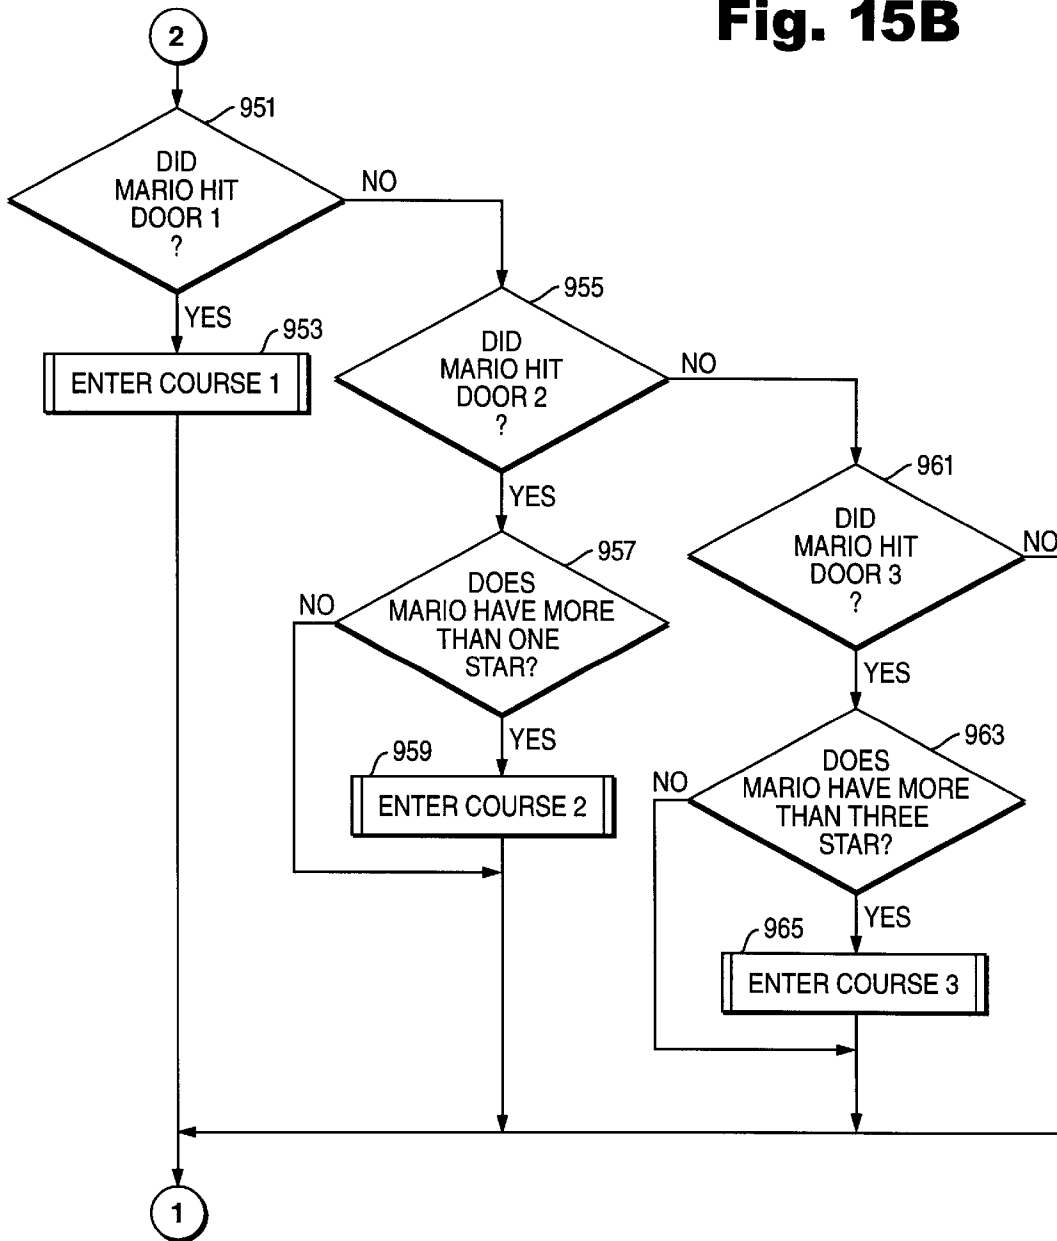 Fig. 15B
2
951
DID
MARIO HIT
DOOR 1
?
NO
YES
953
ENTER COURSE 1
955
DID
MARIO HIT
DOOR 2
?
NO
YES
957
DOES
MARIO HAVE MORE
THAN ONE
STAR?
NO
YES
959
ENTER COURSE 2
961
DID
MARIO HIT
DOOR 3
?
NO
YES
963
DOES
MARIO HAVE MORE
THAN THREE
STAR?
NO
YES
965
ENTER COURSE 3
1